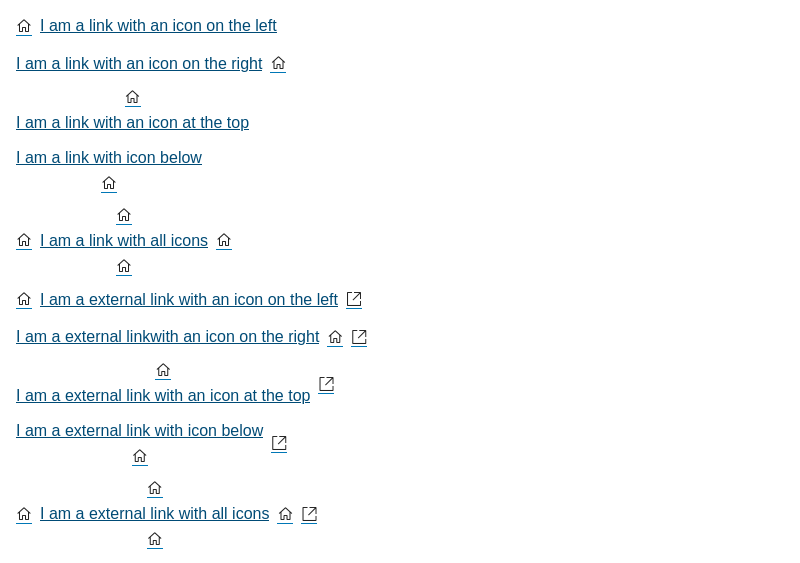 I am a link with an icon on the left
I am a link with an icon on the right
I am a link with an icon at the top
I am a link with icon below
I am a link with all icons
I am a external link with an icon on the left
I am a external linkwith an icon on the right
I am a external link with an icon at the top
I am a external link with icon below
I am a external link with all icons